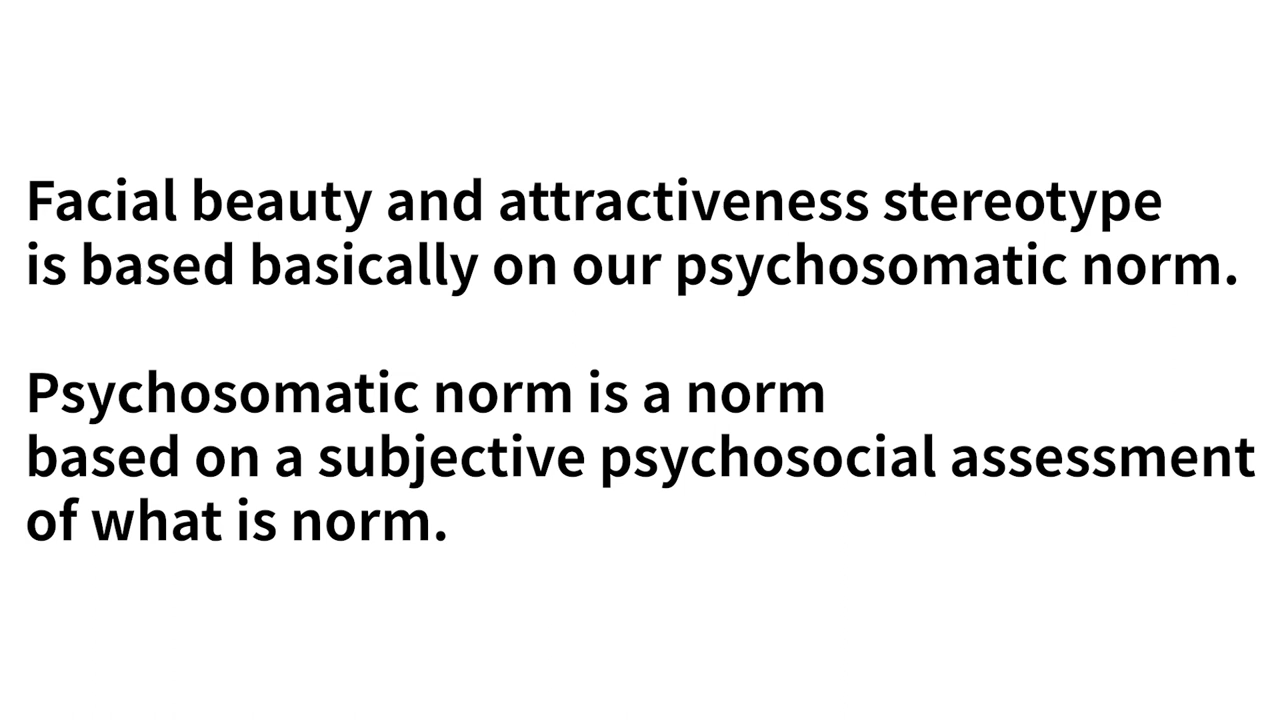 Facial beauty and attractiveness stereotype
is based basically on our psychosomatic norm.
Psychosomatic norm is a norm
based on a subjective psychosocial assessment
of what is norm.